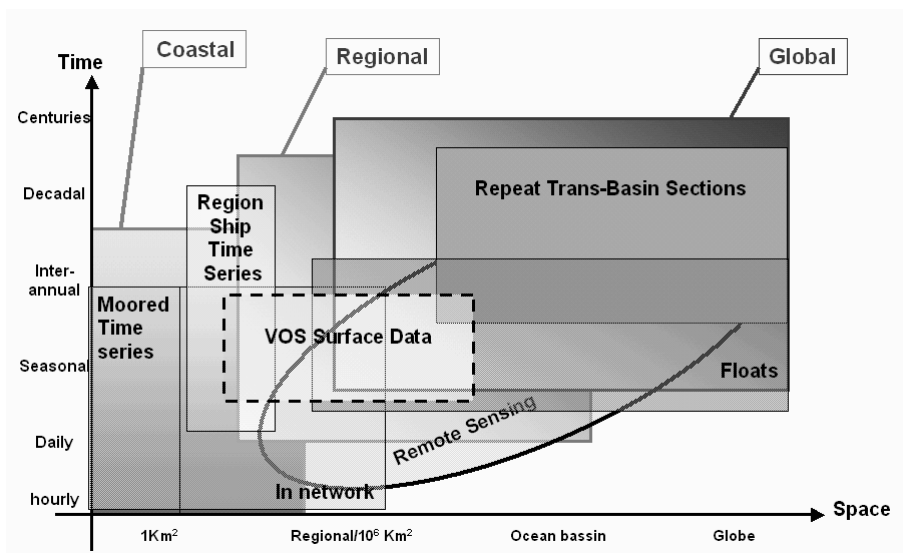 Coastal
Regional
Global
Time
Centuries
Decadal
Inter-
annual
Seasonal
Daily
hourly
Region
Ship
Time
Series
Repeat Trans-Basin Sections
Moored
Time
series
VOS Surface Data
Floats
Remote Sensing
In network
Space
1Km²
Regional/10⁶ Km²
Ocean bassin
Globe